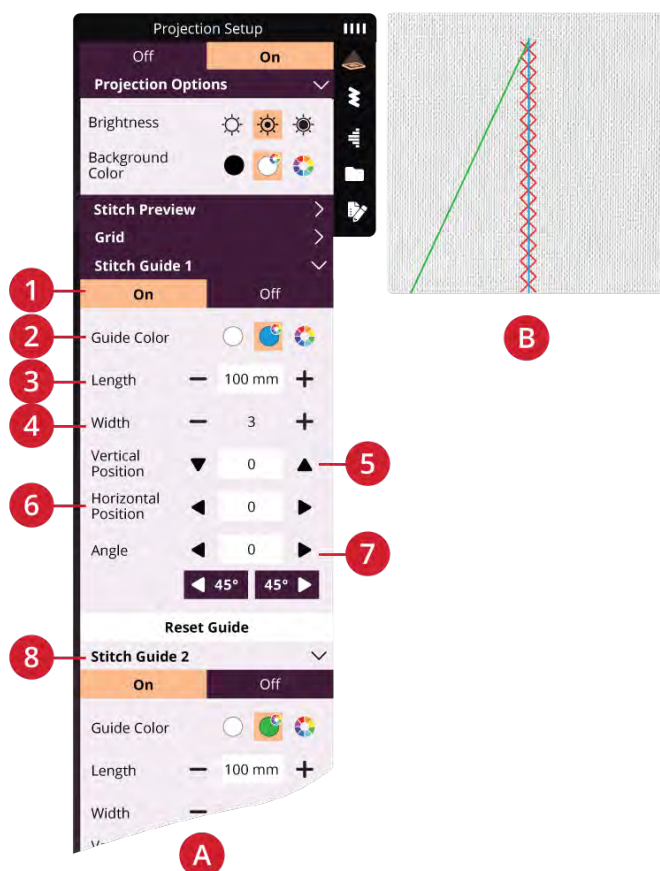 Projection Setup
Off On
Projection Options
Brightness
Background
Color
Stitch Preview
Grid
Stitch Guide 1
1
On Off
2
Guide Color
B
3
Length 100 mm
4
Width 3
Vertical
Position
0
5
6
Horizontal
Position
0
Angle 0
7
45° 45°
Reset Guide
8
Stitch Guide 2
On Off
Guide Color
Length 100 mm
Width
A